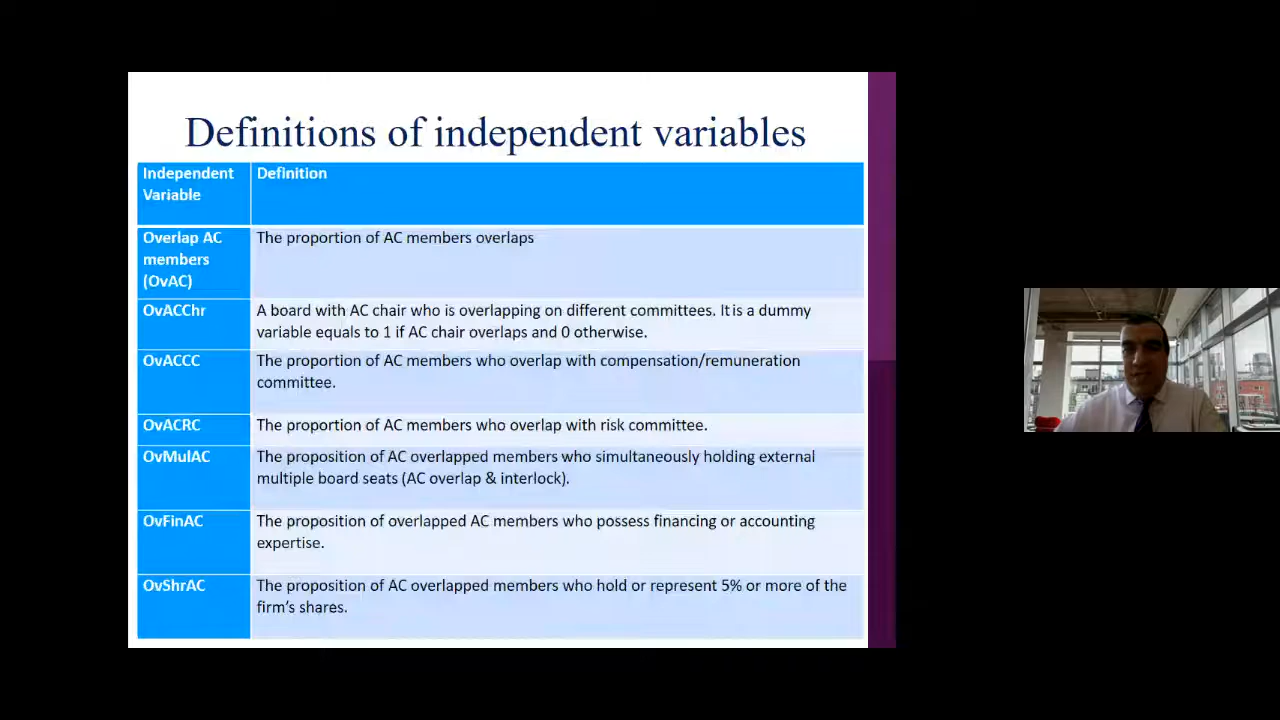 Definitions of independent variables
Independent
Variable
Definition
Overlap AC
members
(OvAC)
The proportion of AC members overlaps
OvACChr
A board with AC chair who is overlapping on different committees. It is a dummy
variable equals to 1 if AC chair overlaps and 0 otherwise.
OvACCC
The proportion of AC members who overlap with compensation/remuneration
committee.
OvACRC
The proportion of AC members who overlap with risk committee.
OvMulAC
The proposition of AC overlapped members who simultaneously holding external
multiple board seats (AC overlap & interlock).
OvFinAC
The proposition of overlapped AC members who possess financing or accounting
expertise.
OvShrAC
The proposition of AC overlapped members who hold or represent 5% or more of the
firm's shares.